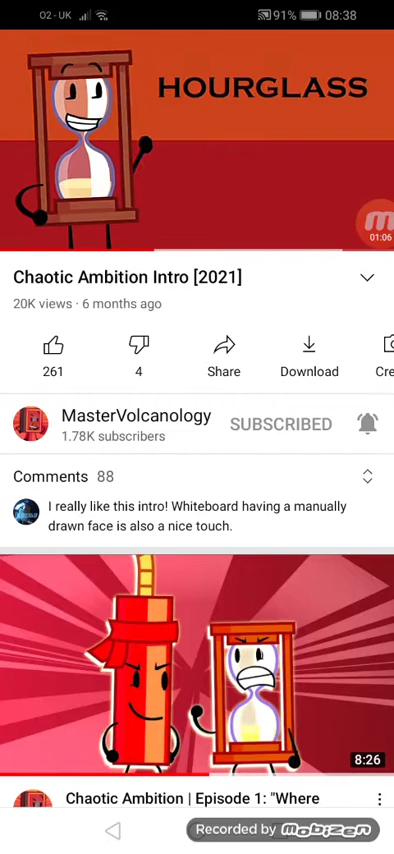 O2 - UK 91% 08:38
HOURGLASS
01:06
Chaotic Ambition Intro [2021]
20K views · 6 months ago
261 4 Share Download Cre
MasterVolcanology SUBSCRIBED
1.78K subscribers
Comments 88
I really like this intro! Whiteboard having a manually
drawn face is also a nice touch.
8:26
Chaotic Ambition | Episode 1: "Where
Recorded by mobizen